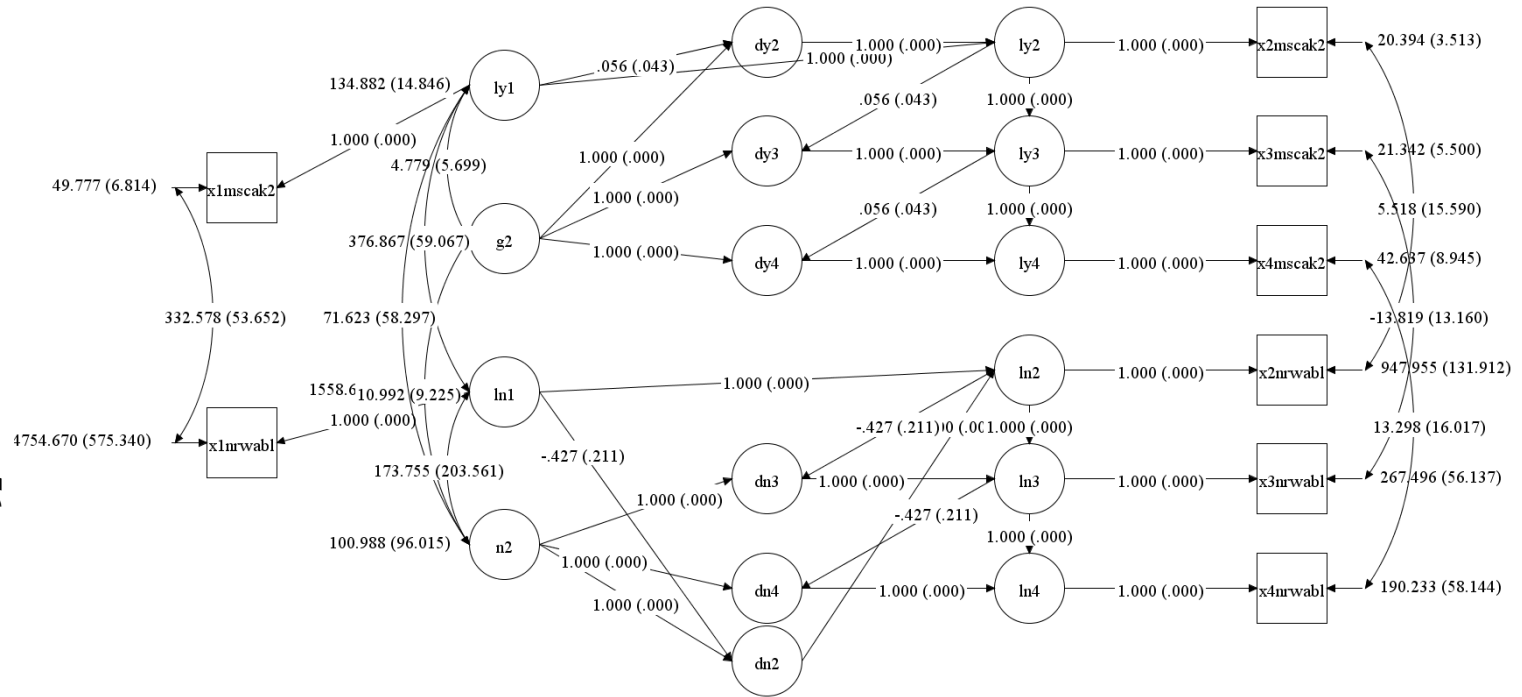 dy2
1.000 (.000)
ly2
1.000 (.000)
x2mscak2
20.394 (3.513)
1.000 (.000)
.056 (.043)
134.882 (14.846)
ly1
.056 (.043)
1.000 (.000)
1.000 (.000)
dy3
1.000 (.000)
ly3
1.000 (.000)
x3mscak2
21.342 (5.500)
4.779 (5.699)
1.000 (.000)
49.777 (6.814)
x1mscak2
1.000 (.000)
.056 (.043)
1.000 (.000)
5.518 (15.590)
376.867 (59.067)
g2
1.000 (.000)
dy4
1.000 (.000)
ly4
1.000 (.000)
x4mscak2
42.637 (8.945)
332.578 (53.652)
71.623 (58.297)
-13.819 (13.160)
ln2
1.000 (.000)
x2nrwabl
947.955 (131.912)
1.000 (.000)
1558.6
10.992 (9.225)
ln1
1.000 (.000)
-.427 (.211)
1.000 (.000)
13.298 (16.017)
4754.670 (575.340)
x1nrwabl
173.755 (203.561)
-.427 (.211)
dn3
1.000 (.000)
ln3
1.000 (.000)
x3nrwabl
267.496 (56.137)
1.000 (.000)
-.427 (.211)
100.988 (96.015)
n2
1.000 (.000)
1.000 (.000)
dn4
1.000 (.000)
ln4
1.000 (.000)
x4nrwabl
190.233 (58.144)
1.000 (.000)
dn2